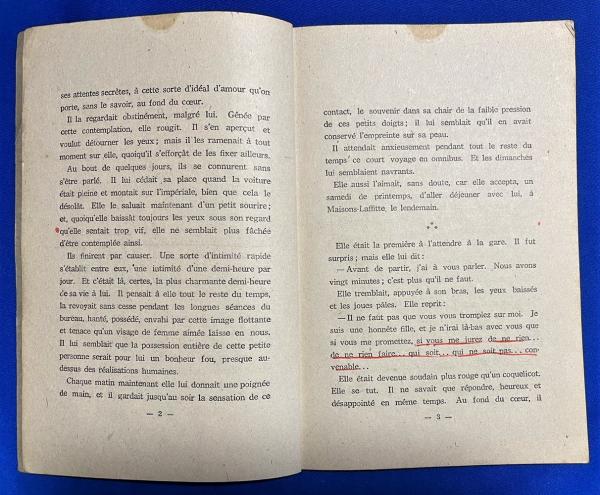 ses attentes secrètes, à cette sorte d'idéal d'amour qu'on
porte, sans le savoir, au fond du cœur.
Il la regardait obstinément, malgré lui. Gênée par
cette contemplation, elle rougit. Il s'en aperçut et
voulut détourner les yeux; mais il les ramenait à tout
moment sur elle, quoiqu'il s'efforçât de les fixer ailleurs.
Au bout de quelques jours, ils se connurent sans
s'être parlé. Il lui cédait sa place quand la voiture
était pleine et montait sur l'impériale, bien que cela le
désolât. Elle le saluait maintenant d'un petit sourire;
et, quoiqu'elle baissât toujours les yeux sous son regard
qu'elle sentait trop vif, elle ne semblait plus fâchée
d'être contemplée ainsi.
Ils finirent par causer. Une sorte d'intimité rapide
s'établit entre eux, une intimité d'une demi-heure par
jour. Et c'était là, certes, la plus charmante demi-heure
de sa vie à lui. Il pensait à elle tout le reste du temps,
la revoyait sans cesse pendant les longues séances du
bureau, hanté, possédé, envahi par cette image flottante
et tenace qu'un visage de femme aimée laisse en nous.
Il lui semblait que la possession entière de cette petite
personne serait pour lui un bonheur fou, presque au-
dessus des réalisations humaines.
Chaque matin maintenant elle lui donnait une poignée
de main, et il gardait jusqu'au soir la sensation de ce
— 2 —
contact, le souvenir dans sa chair de la faible pression
de ces petits doigts; il lui semblait qu'il en avait
conservé l'empreinte sur sa peau.
Il attendait anxieusement pendant tout le reste du
temps ce court voyage en omnibus. Et les dimanches
lui semblaient navrants.
Elle aussi l'aimait, sans doute, car elle accepta, un
samedi de printemps, d'aller déjeuner avec lui, à
Maisons-Laffitte, le lendemain.
⁂
Elle était la première à l'attendre à la gare. Il fut
surpris; mais elle lui dit:
—Avant de partir, j'ai à vous parler. Nous avons
vingt minutes; c'est plus qu'il ne faut.
Elle tremblait, appuyée à son bras, les yeux baissés
et les joues pâles. Elle reprit:
—Il ne faut pas que vous vous trompiez sur moi. Je
suis une honnête fille, et je n'irai là-bas avec vous que
si vous me promettez, si vous me jurez de ne rien...
de ne rien faire... qui soit... qui ne soit pas... con-
venable...
Elle était devenue soudain plus rouge qu'un coquelicot.
Elle se tut. Il ne savait que répondre, heureux et
désappointé en même temps. Au fond du cœur, il
— 3 —